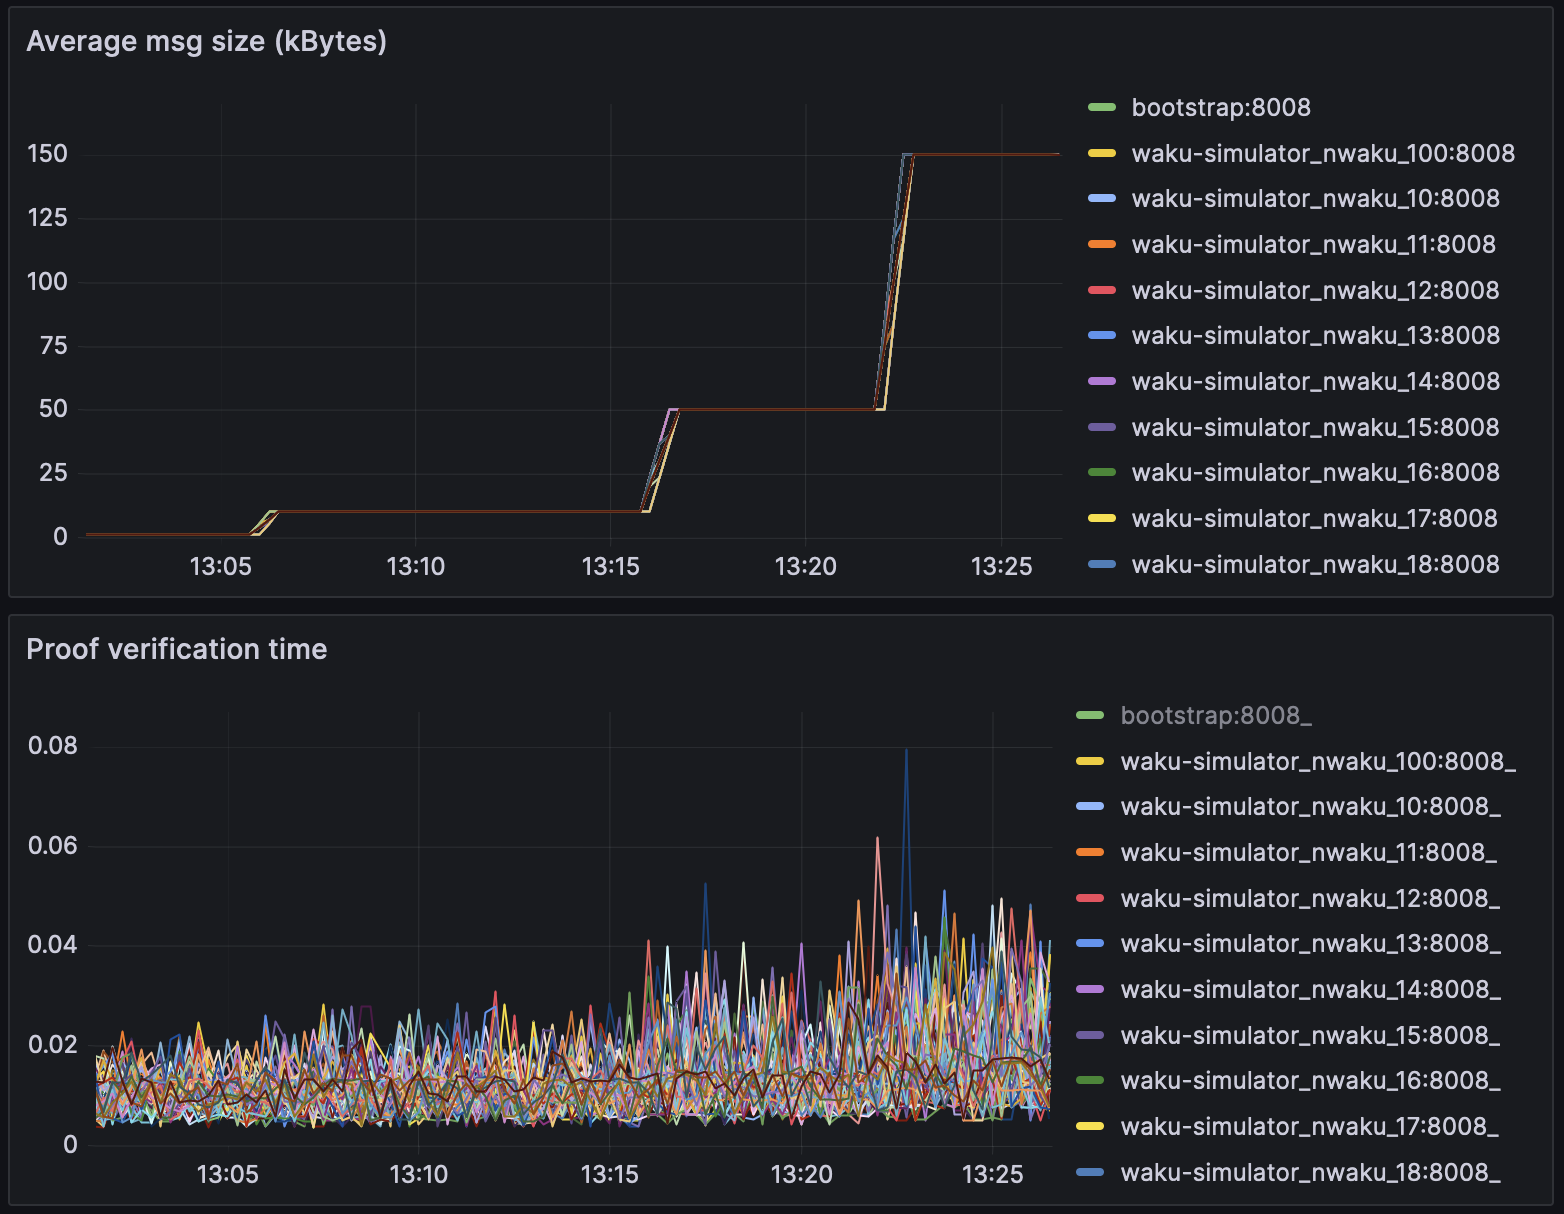 Average msg size (kBytes)
150
125
100
75
50
25
0
13:05
13:10
13:15
13:20
13:25
bootstrap:8008
waku-simulator_nwaku_100:8008
waku-simulator_nwaku_10:8008
waku-simulator_nwaku_11:8008
waku-simulator_nwaku_12:8008
waku-simulator_nwaku_13:8008
waku-simulator_nwaku_14:8008
waku-simulator_nwaku_15:8008
waku-simulator_nwaku_16:8008
waku-simulator_nwaku_17:8008
waku-simulator_nwaku_18:8008
Proof verification time
0.08
0.06
0.04
0.02
0
13:05
13:10
13:15
13:20
13:25
bootstrap:8008_
waku-simulator_nwaku_100:8008_
waku-simulator_nwaku_10:8008_
waku-simulator_nwaku_11:8008_
waku-simulator_nwaku_12:8008_
waku-simulator_nwaku_13:8008_
waku-simulator_nwaku_14:8008_
waku-simulator_nwaku_15:8008_
waku-simulator_nwaku_16:8008_
waku-simulator_nwaku_17:8008_
waku-simulator_nwaku_18:8008_